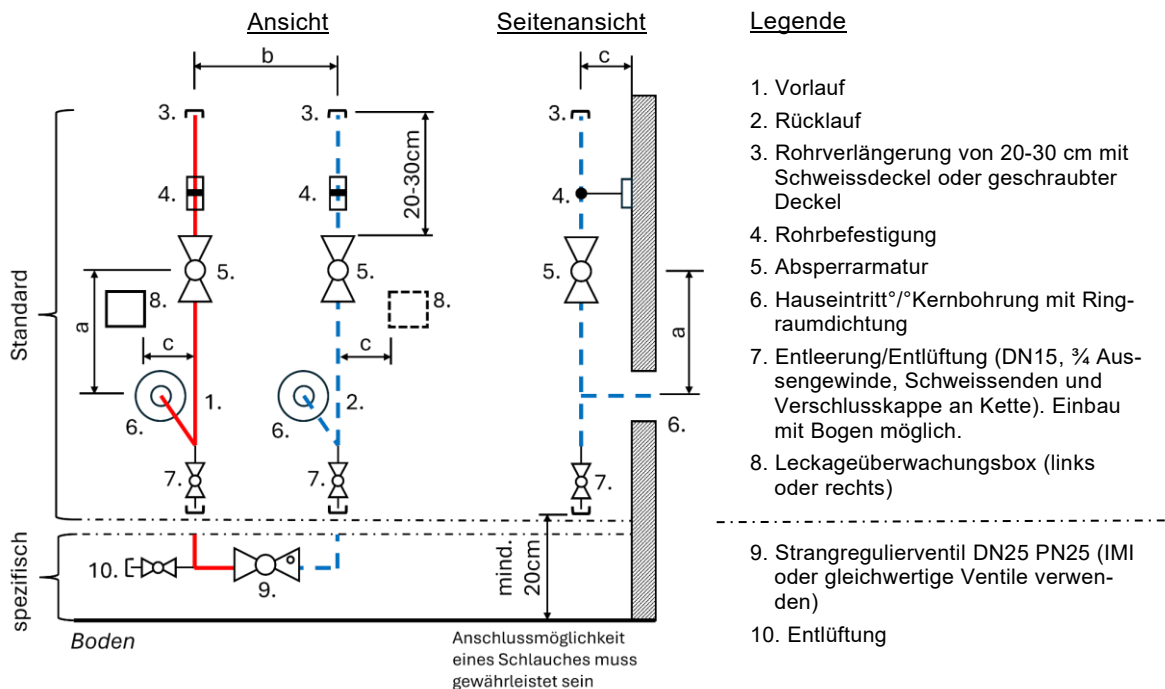 Ansicht
Seitenansicht
Legende
b
c
3.
3.
3.
4.
4.
4.
20-30cm
5.
5.
5.
8.
8.
a
a
c
c
1.
2.
6.
6.
6.
7.
7.
7.
Standard
spezifisch
10.
9.
mind.
20cm
Boden
Anschlussmöglichkeit
eines Schlauches muss
gewährleistet sein
1. Vorlauf
2. Rücklauf
3. Rohrverlängerung von 20-30 cm mit
Schweissdeckel oder geschraubter
Deckel
4. Rohrbefestigung
5. Absperrarmatur
6. Hauseintritt°/°Kernbohrung mit Ring-
raumdichtung
7. Entleerung/Entlüftung (DN15, ¾ Aus-
sengewinde, Schweissenden und
Verschlusskappe an Kette). Einbau
mit Bogen möglich.
8. Leckageüberwachungsbox (links
oder rechts)
9. Strangregulierventil DN25 PN25 (IMI
oder gleichwertige Ventile verwen-
den)
10. Entlüftung